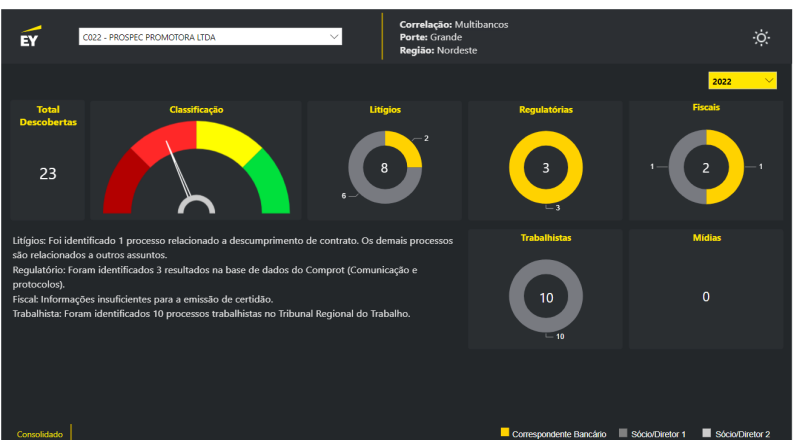 EY
C022 - PROSPEC PROMOTORA LTDA
Correlação: Multibancos
Porte: Grande
Região: Nordeste
2022
Total
Descobertas
23
Classificação
Litígios
2
8
6
Regulatórias
3
3
Fiscais
1
2
1
Litígios: Foi identificado 1 processo relacionado a descumprimento de contrato. Os demais processos
são relacionados a outros assuntos.
Regulatório: Foram identificados 3 resultados na base de dados do Comprot (Comunicação e
protocolos).
Fiscal: Informações insuficientes para a emissão de certidão.
Trabalhista: Foram identificados 10 processos trabalhistas no Tribunal Regional do Trabalho.
Trabalhistas
10
10
Mídias
0
Consolidado
Correspondente Bancário
Sócio/Diretor 1
Sócio/Diretor 2